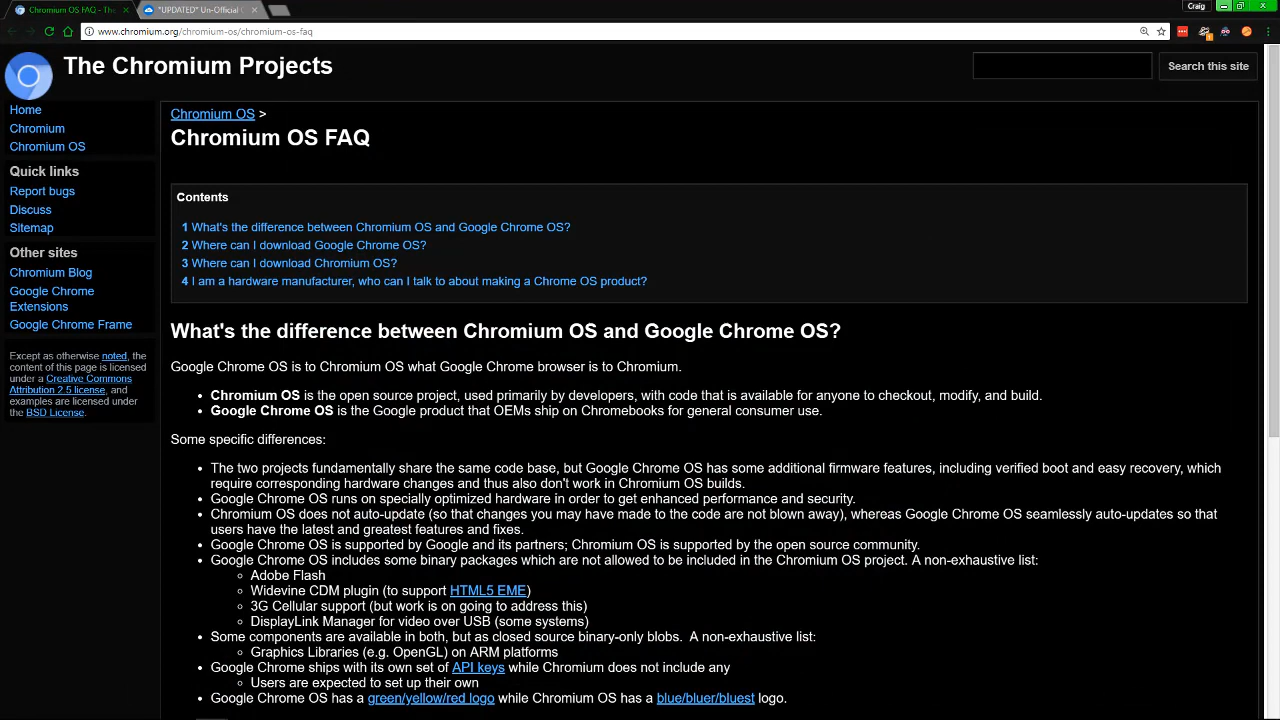 Chromium OS FAQ - Th
*UPDATED* Un-Official C
Craig
www.chromium.org/chromium-os/chromium-os-faq
The Chromium Projects
Search this site
Home
Chromium
Chromium OS
Quick links
Report bugs
Discuss
Sitemap
Other sites
Chromium Blog
Google Chrome
Extensions
Google Chrome Frame
Except as otherwise noted, the
content of this page is licensed
under a Creative Commons
Attribution 2.5 license, and
examples are licensed under
the BSD License.
Chromium OS >
Chromium OS FAQ
Contents
1 What's the difference between Chromium OS and Google Chrome OS?
2 Where can I download Google Chrome OS?
3 Where can I download Chromium OS?
4 I am a hardware manufacturer, who can I talk to about making a Chrome OS product?
What's the difference between Chromium OS and Google Chrome OS?
Google Chrome OS is to Chromium OS what Google Chrome browser is to Chromium.
• Chromium OS is the open source project, used primarily by developers, with code that is available for anyone to checkout, modify, and build.
• Google Chrome OS is the Google product that OEMs ship on Chromebooks for general consumer use.
Some specific differences:
• The two projects fundamentally share the same code base, but Google Chrome OS has some additional firmware features, including verified boot and easy recovery, which
require corresponding hardware changes and thus also don't work in Chromium OS builds.
• Google Chrome OS runs on specially optimized hardware in order to get enhanced performance and security.
• Chromium OS does not auto-update (so that changes you may have made to the code are not blown away), whereas Google Chrome OS seamlessly auto-updates so that
users have the latest and greatest features and fixes.
• Google Chrome OS is supported by Google and its partners; Chromium OS is supported by the open source community.
• Google Chrome OS includes some binary packages which are not allowed to be included in the Chromium OS project. A non-exhaustive list:
◦ Adobe Flash
◦ Widevine CDM plugin (to support HTML5 EME)
◦ 3G Cellular support (but work is on going to address this)
◦ DisplayLink Manager for video over USB (some systems)
• Some components are available in both, but as closed source binary-only blobs. A non-exhaustive list:
◦ Graphics Libraries (e.g. OpenGL) on ARM platforms
• Google Chrome ships with its own set of API keys while Chromium does not include any
◦ Users are expected to set up their own
• Google Chrome OS has a green/yellow/red logo while Chromium OS has a blue/bluer/bluest logo.